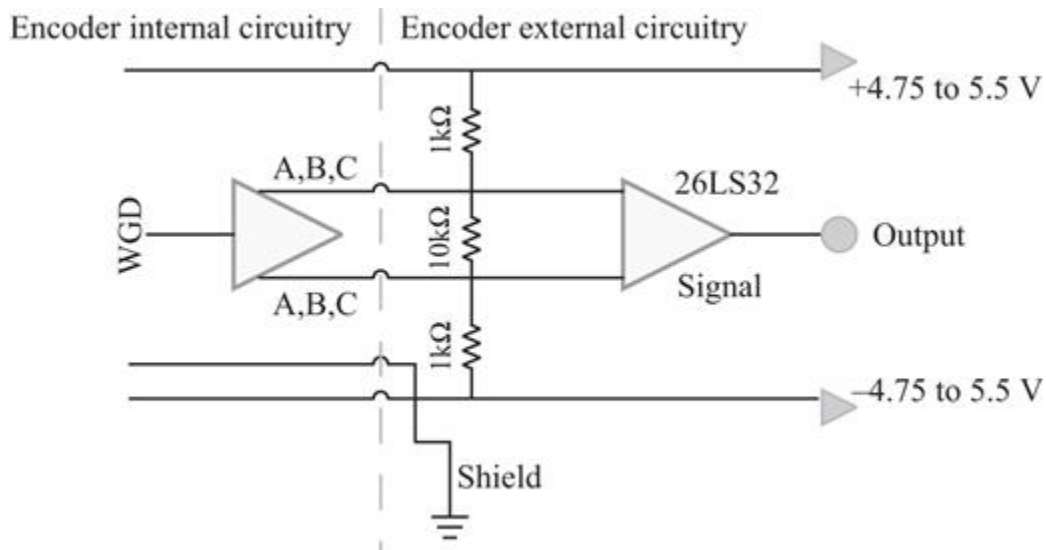 Encoder internal circuitry
Encoder external circuitry
+4.75 to 5.5 V
1kΩ
A,B,C
26LS32
WGD
10kΩ
Output
A,B,C
Signal
1kΩ
–4.75 to 5.5 V
Shield